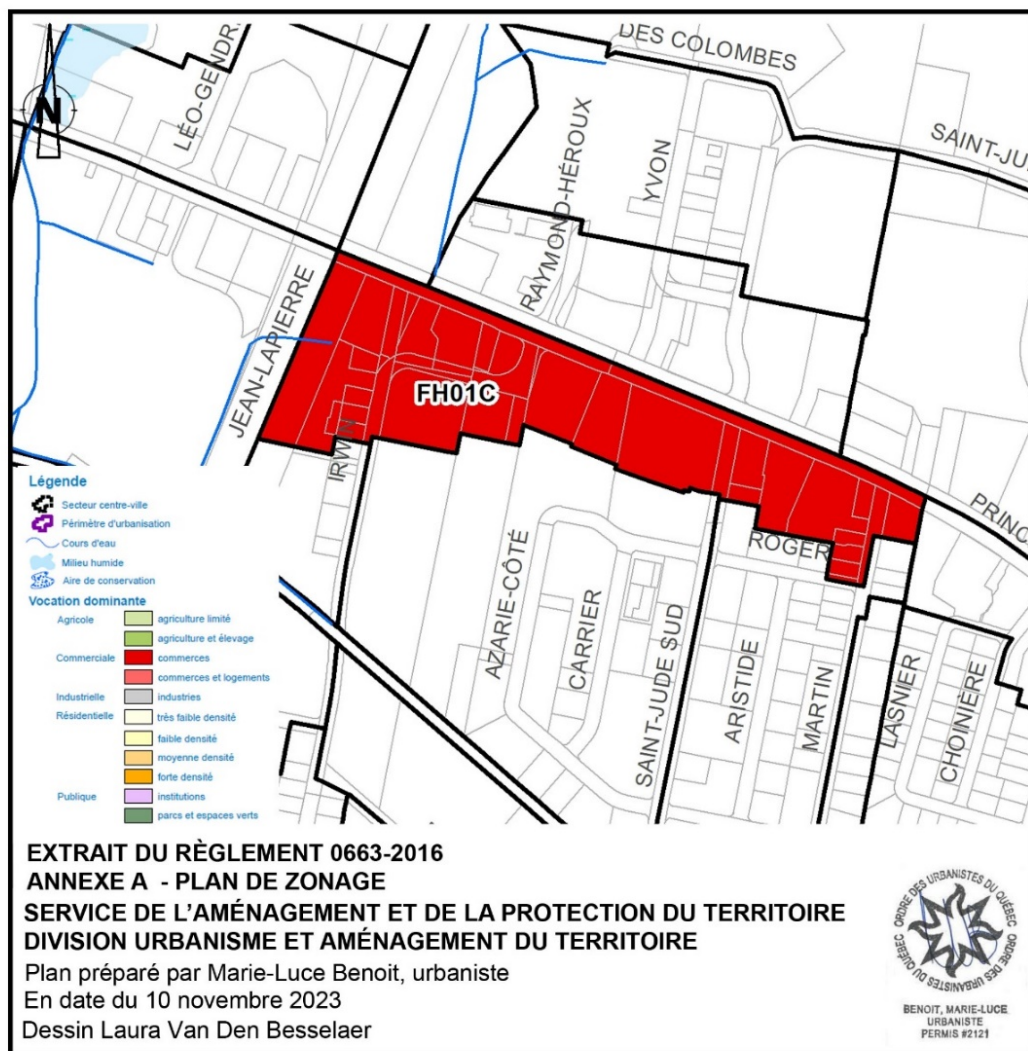 DES COLOMBES
LÉO-GENDR
N
SAINT-JU
RAYMOND-HÉROUX
YVON
JEAN-LAPIERRE
FH01C
IRWIN
PRINC
ROGER
AZARIE-CÔTÉ
CARRIER
SAINT-JUDE SUD
ARISTIDE
MARTIN
LASNIER
CHOINIÈRE
Légende
Secteur centre-ville
Périmètre d'urbanisation
Cours d'eau
Milieu humide
Aire de conservation
Vocation dominante
Agricole agriculture limité
agriculture et élevage
Commerciale commerces
commerces et logements
Industrielle industries
Résidentielle très faible densité
faible densité
moyenne densité
forte densité
Publique institutions
parcs et espaces verts
EXTRAIT DU RÈGLEMENT 0663-2016
ANNEXE A - PLAN DE ZONAGE
SERVICE DE L'AMÉNAGEMENT ET DE LA PROTECTION DU TERRITOIRE
DIVISION URBANISME ET AMÉNAGEMENT DU TERRITOIRE
Plan préparé par Marie-Luce Benoit, urbaniste
En date du 10 novembre 2023
Dessin Laura Van Den Besselaer
ORDRE DES URBANISTES DU QUÉBEC ORDRE DES URBANISTES DU QUÉBEC
BENOIT, MARIE-LUCE
URBANISTE
PERMIS #2121